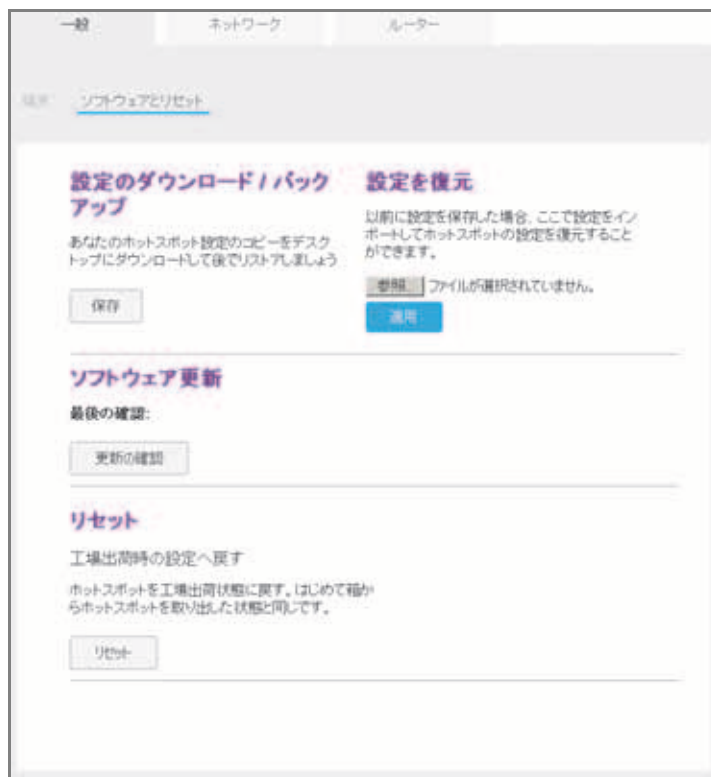 一般
ネットワーク
ルーター
ソフトウェアとリセット
設定のダウンロード / バック
アップ
あなたのホットスポット設定のコピーをデスク
トップにダウンロードして後でリストアしましょう
保存
設定を復元
以前に設定を保存した場合、ここで設定をイン
ポートしてホットスポットの設定を復元すること
ができます。
参照... ファイルが選択されていません。
適用
ソフトウェア更新
最後の確認:
更新の確認
リセット
工場出荷時の設定へ戻す
ホットスポットを工場出荷状態に戻す。はじめて箱か
らホットスポットを取り出した状態と同じです。
リセット